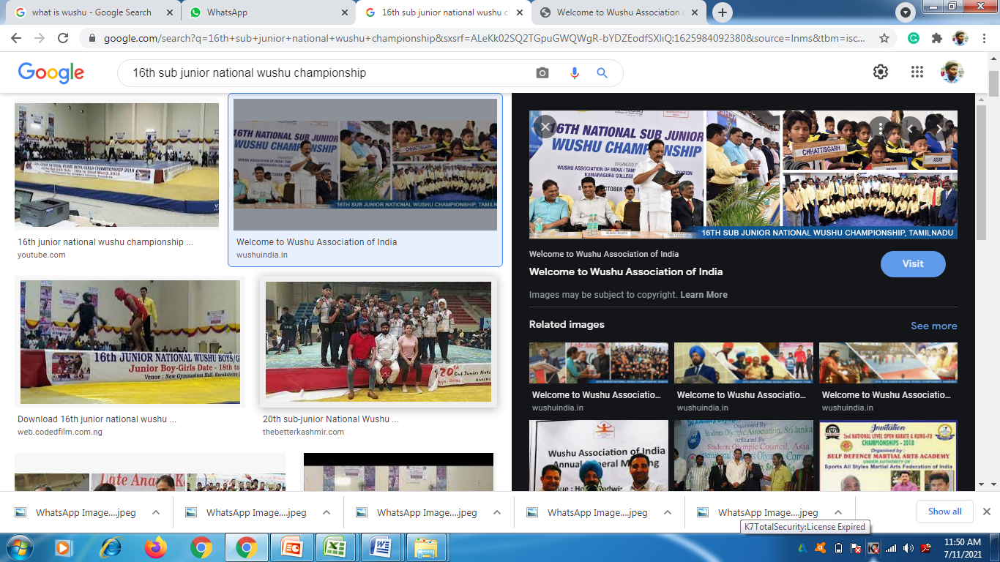 what is wushu - Google Search
WhatsApp
16th sub junior national wushu c
Welcome to Wushu Association
google.com/search?q=16th+sub+junior+national+wushu+championship&sxsrf=ALeKk02SQ2TGpuGWQWgR-bYDZEodfSXliQ:1625984092380&source=lnms&tbm=isc...
Google
16th sub junior national wushu championship
16th junior national wushu championship ...
youtube.com
16TH NATIONAL SUB JUNIOR
WUSHU CHAMPIONSHIP
16TH SUB JUNIOR NATIONAL WUSHU CHAMPIONSHIP, TAMILN
Welcome to Wushu Association of India
wushuindia.in
16th JUNIOR NATIONAL WUSHU BOYS/G
Junior Boy-Girls Date - 18th to
Venue : New Gymnasium Hall, Kurukshetra
Download 16th junior national wushu ...
web.codedfilm.com.ng
20th
Sub Junior
20th sub-junior National Wushu ...
thebetterkashmir.com
Late
16TH NATIONAL SUB JUNIOR
WUSHU CHAMPIONSHIP
ORGANIZED
WUSHU ASSOCIATION OF INDIA
KUMARAGURU COLLEGE
CHHATTISGARH
ASSAR
16TH SUB JUNIOR NATIONAL WUSHU CHAMPIONSHIP, TAMILNADU
Welcome to Wushu Association of India
Welcome to Wushu Association of India
Visit
Images may be subject to copyright. Learn More
Related images
See more
Welcome to Wushu Associatio...
wushuindia.in
Welcome to Wushu Associatio...
wushuindia.in
Welcome to Wushu Associatio...
wushuindia.in
Wushu Association of India
Annual General Meeting
Organized By
Students Olympic Association, Sri lanka
Affiliated By
Students Olympic Council, Asia
International Students Olympic Com
Invitation
2nd NATIONAL LEVEL OPEN KARATE & KUNG-FU
CHAMPIONSHIPS - 2018
Organised by :
SELF DEFENCE MARTIAL ARTS ACADEMY
UNDER AUTHORITY OF :
Sports All Styles Martial Arts Federation of India
WhatsApp Image....jpeg
WhatsApp Image....jpeg
WhatsApp Image....jpeg
WhatsApp Image....jpeg
WhatsApp Image....jpeg
Show all
K7TotalSecurity:License Expired
11:50 AM
7/11/2021